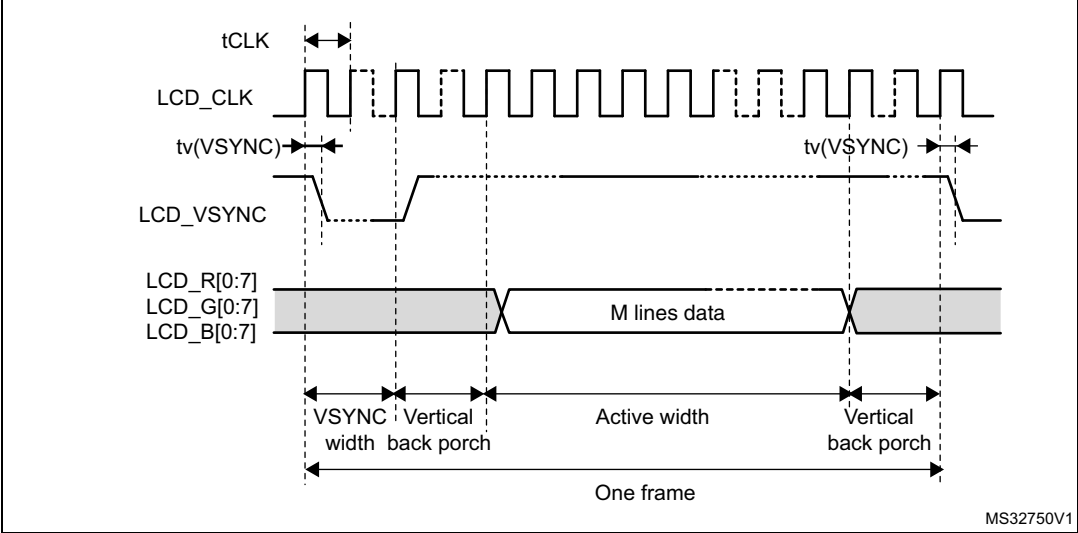 tCLK
LCD_CLK
tv(VSYNC)
tv(VSYNC)
LCD_VSYNC
LCD_R[0:7]
LCD_G[0:7]
LCD_B[0:7]
M lines data
VSYNC
width
Vertical
back porch
Active width
Vertical
back porch
One frame
MS32750V1